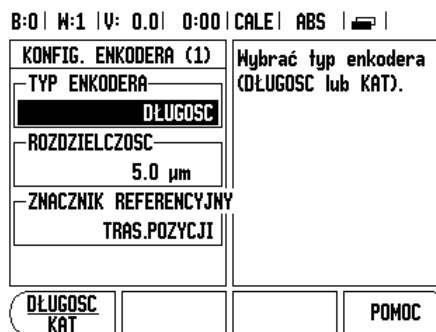 B:0| W:1 |V: 0.0| 0:00|CALE| ABS | |
KONFIG. ENKODERA (1)
TYP ENKODERA
DŁUGOSC
ROZDZIELCZOSC
5.0 µm
ZNACZNIK REFERENCYJNY
TRAS.POZYCJI
Wybrać typ enkodera
(DŁUGOSC lub KAT).
DŁUGOSC
KAT
POMOC